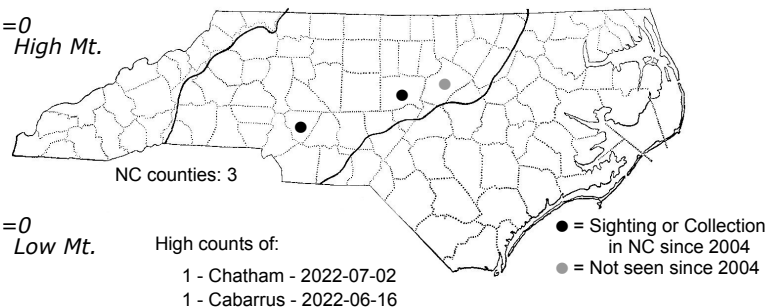 =0
High Mt.
NC counties: 3
=0
Low Mt.
High counts of:
1 - Chatham - 2022-07-02
1 - Cabarrus - 2022-06-16
● = Sighting or Collection
in NC since 2004
● = Not seen since 2004